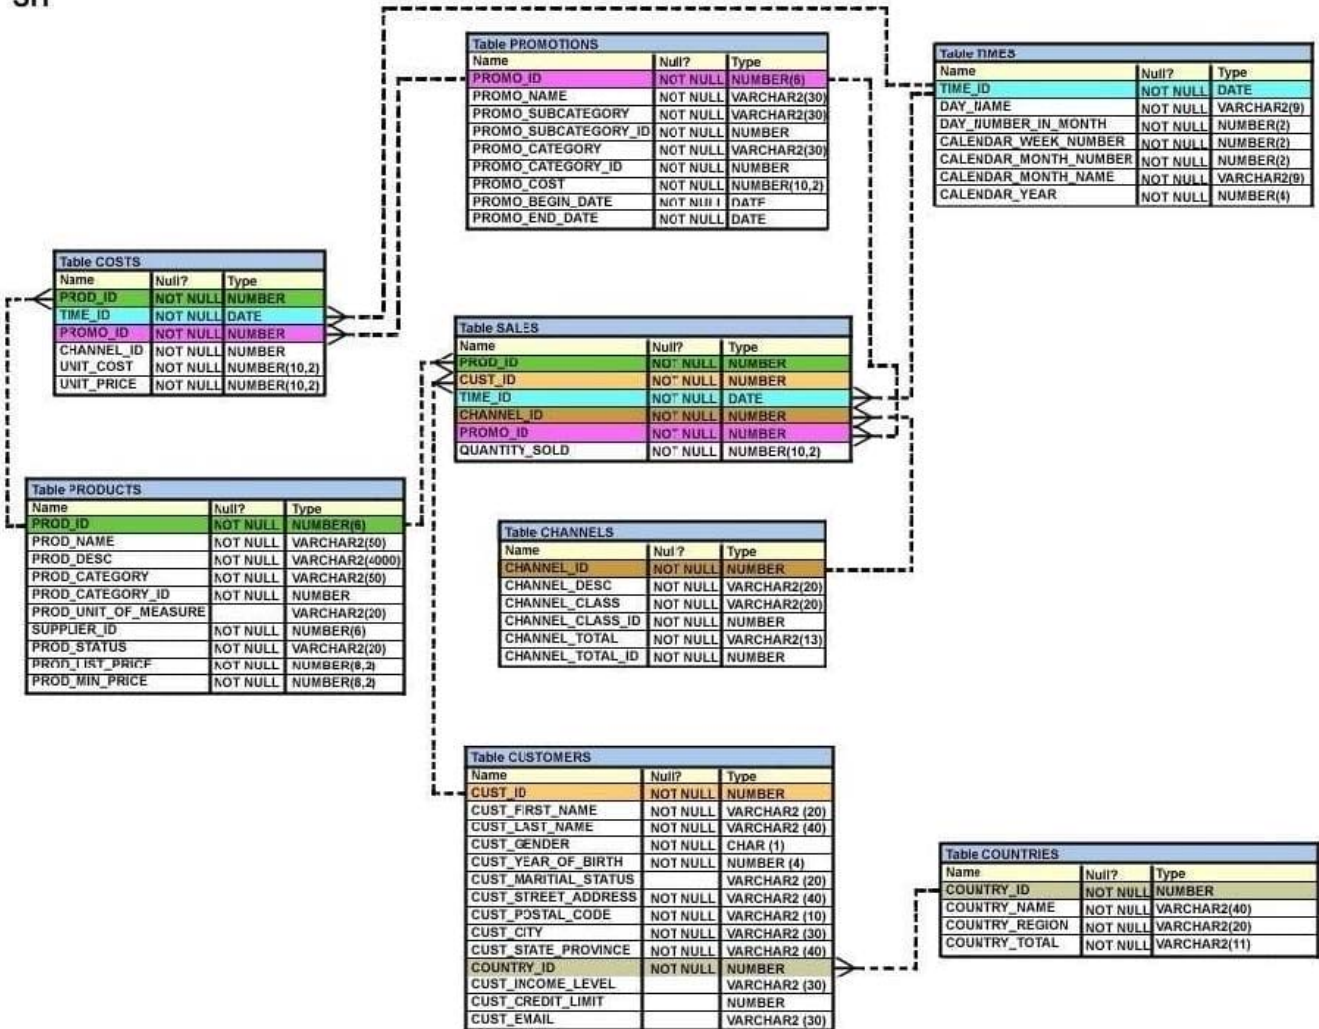 SH
Table PROMOTIONS
Name Null? Type
PROMO_ID NOT NULL NUMBER(6)
PROMO_NAME NOT NULL VARCHAR2(30)
PROMO_SUBCATEGORY NOT NULL VARCHAR2(30)
PROMO_SUBCATEGORY_ID NOT NULL NUMBER
PROMO_CATEGORY NOT NULL VARCHAR2(30)
PROMO_CATEGORY_ID NOT NULL NUMBER
PROMO_COST NOT NULL NUMBER(10,2)
PROMO_BEGIN_DATE NOT NULL DATE
PROMO_END_DATE NOT NULL DATE
Table TIMES
Name Null? Type
TIME_ID NOT NULL DATE
DAY_NAME NOT NULL VARCHAR2(9)
DAY_NUMBER_IN_MONTH NOT NULL NUMBER(2)
CALENDAR_WEEK_NUMBER NOT NULL NUMBER(2)
CALENDAR_MONTH_NUMBER NOT NULL NUMBER(2)
CALENDAR_MONTH_NAME NOT NULL VARCHAR2(9)
CALENDAR_YEAR NOT NULL NUMBER(4)
Table COSTS
Name Null? Type
PROD_ID NOT NULL NUMBER
TIME_ID NOT NULL DATE
PROMO_ID NOT NULL NUMBER
CHANNEL_ID NOT NULL NUMBER
UNIT_COST NOT NULL NUMBER(10,2)
UNIT_PRICE NOT NULL NUMBER(10,2)
Table SALES
Name Null? Type
PROD_ID NOT NULL NUMBER
CUST_ID NOT NULL NUMBER
TIME_ID NOT NULL DATE
CHANNEL_ID NOT NULL NUMBER
PROMO_ID NOT NULL NUMBER
QUANTITY_SOLD NOT NULL NUMBER(10,2)
Table PRODUCTS
Name Null? Type
PROD_ID NOT NULL NUMBER(6)
PROD_NAME NOT NULL VARCHAR2(50)
PROD_DESC NOT NULL VARCHAR2(4000)
PROD_CATEGORY NOT NULL VARCHAR2(50)
PROD_CATEGORY_ID NOT NULL NUMBER
PROD_UNIT_OF_MEASURE VARCHAR2(20)
SUPPLIER_ID NOT NULL NUMBER(6)
PROD_STATUS NOT NULL VARCHAR2(20)
PROD_LIST_PRICE NOT NULL NUMBER(8,2)
PROD_MIN_PRICE NOT NULL NUMBER(8,2)
Table CHANNELS
Name Null? Type
CHANNEL_ID NOT NULL NUMBER
CHANNEL_DESC NOT NULL VARCHAR2(20)
CHANNEL_CLASS NOT NULL VARCHAR2(20)
CHANNEL_CLASS_ID NOT NULL NUMBER
CHANNEL_TOTAL NOT NULL VARCHAR2(13)
CHANNEL_TOTAL_ID NOT NULL NUMBER
Table CUSTOMERS
Name Null? Type
CUST_ID NOT NULL NUMBER
CUST_FIRST_NAME NOT NULL VARCHAR2 (20)
CUST_LAST_NAME NOT NULL VARCHAR2 (40)
CUST_GENDER NOT NULL CHAR (1)
CUST_YEAR_OF_BIRTH NOT NULL NUMBER (4)
CUST_MARITIAL_STATUS VARCHAR2 (20)
CUST_STREET_ADDRESS NOT NULL VARCHAR2 (40)
CUST_POSTAL_CODE NOT NULL VARCHAR2 (10)
CUST_CITY NOT NULL VARCHAR2 (30)
CUST_STATE_PROVINCE NOT NULL VARCHAR2 (40)
COUNTRY_ID NOT NULL NUMBER
CUST_INCOME_LEVEL VARCHAR2 (30)
CUST_CREDIT_LIMIT NUMBER
CUST_EMAIL VARCHAR2 (30)
Table COUNTRIES
Name Null? Type
COUNTRY_ID NOT NULL NUMBER
COUNTRY_NAME NOT NULL VARCHAR2(40)
COUNTRY_REGION NOT NULL VARCHAR2(20)
COUNTRY_TOTAL NOT NULL VARCHAR2(11)